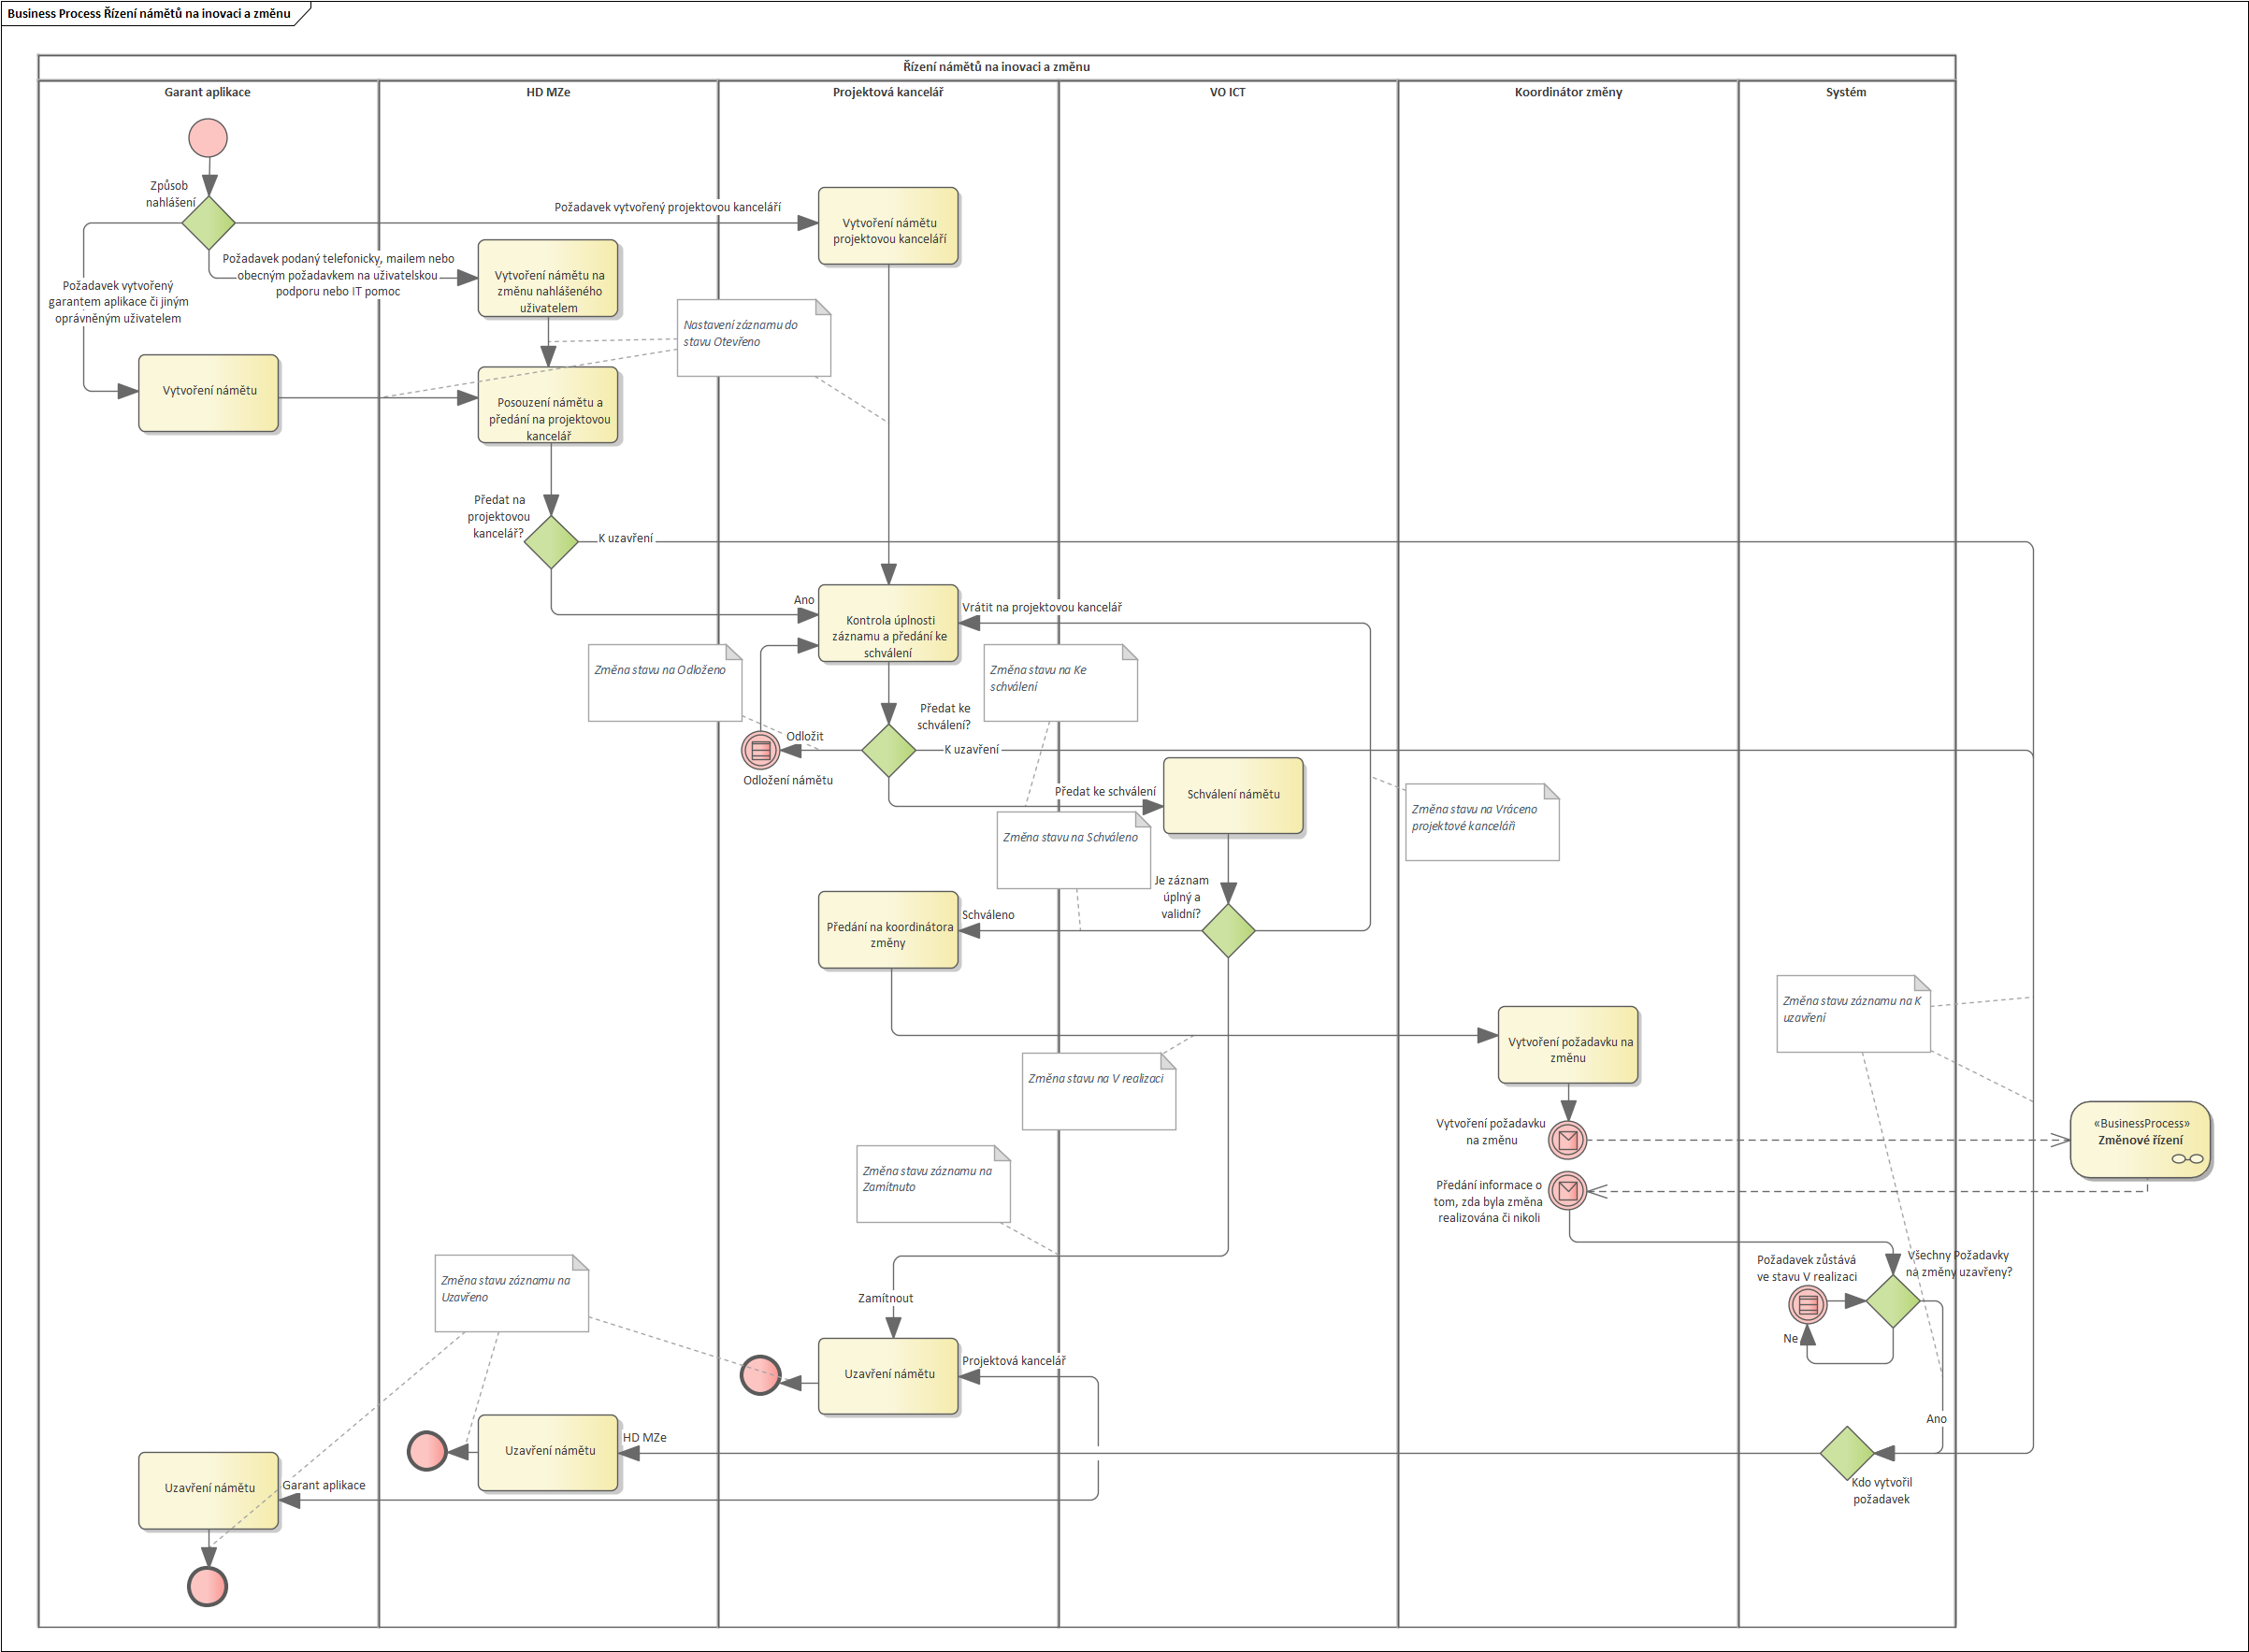 Business Process Řízení námětů na inovaci a změnu
Řízení námětů na inovaci a změnu
Garant aplikace
HD MZe
Projektová kancelář
VO ICT
Koordinátor změny
Systém
Způsob
nahlášení
Požadavek vytvořený projektovou kanceláří
Vytvoření námětu
projektovou kanceláří
Požadavek podaný telefonicky, mailem nebo
obecným požadavkem na uživatelskou
podporu nebo IT pomoc
Vytvoření námětu na
změnu nahlášeného
uživatelem
Požadavek vytvořený
garantem aplikace či jiným
oprávněným uživatelem
Nastavení záznamu do
stavu Otevřeno
Vytvoření námětu
Posouzení námětu a
předání na projektovou
kancelář
Předat na
projektovou
kancelář?
K uzavření
Ano
Kontrola úplnosti
záznamu a předání ke
schválení
Vrátit na projektovou kancelář
Změna stavu na Odloženo
Změna stavu na Ke
schválení
Předat ke
schválení?
Odložit
K uzavření
Odložení námětu
Předat ke schválení
Schválení námětu
Změna stavu na Vráceno
projektové kanceláři
Změna stavu na Schváleno
Je záznam
úplný a
validní?
Schváleno
Předání na koordinátora
změny
Změna stavu záznamu na K
uzavření
Vytvoření požadavku na
změnu
Změna stavu na V realizaci
Vytvoření požadavku
na změnu
«BusinessProcess»
Změnové řízení
Změna stavu záznamu na
Zamítnuto
Předání informace o
tom, zda byla změna
realizována či nikoli
Změna stavu záznamu na
Uzavřeno
Požadavek zůstává
ve stavu V realizaci
Všechny Požadavky
na změny uzavřeny?
Zamítnout
Ne
Uzavření námětu
Projektová kancelář
Ano
Uzavření námětu
HD MZe
Uzavření námětu
Garant aplikace
Kdo vytvořil
požadavek